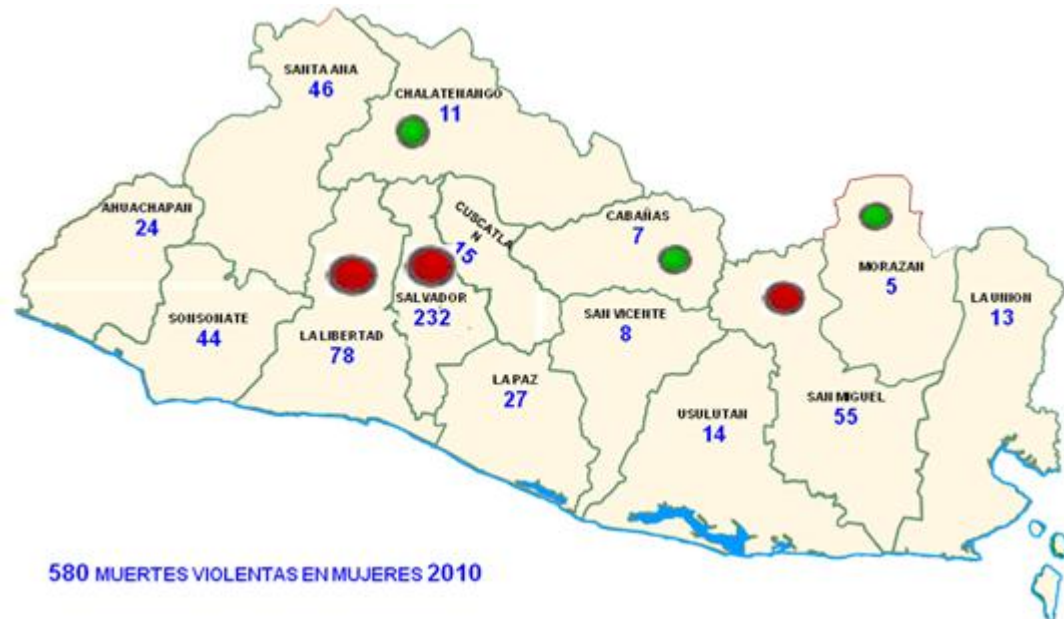 SANTA ANA
46
CHALATENANGO
11
AHUACHAPAN
24
SONSONATE
44
LA LIBERTAD
78
SALVADOR
232
CUSCATLA
N
15
CABAÑAS
7
SAN VICENTE
8
LA PAZ
27
USULUTAN
14
SAN MIGUEL
55
MORAZAN
5
LA UNION
13
580 MUERTES VIOLENTAS EN MUJERES 2010